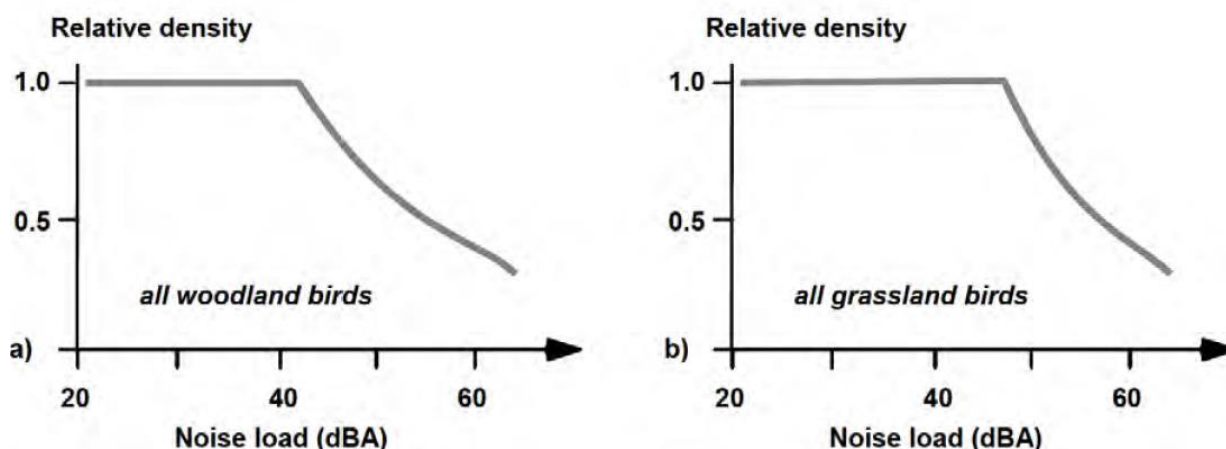 Relative density
1.0
0.5
all woodland birds
a)
20 40 60
Noise load (dBA)
Relative density
1.0
0.5
all grassland birds
b)
20 40 60
Noise load (dBA)